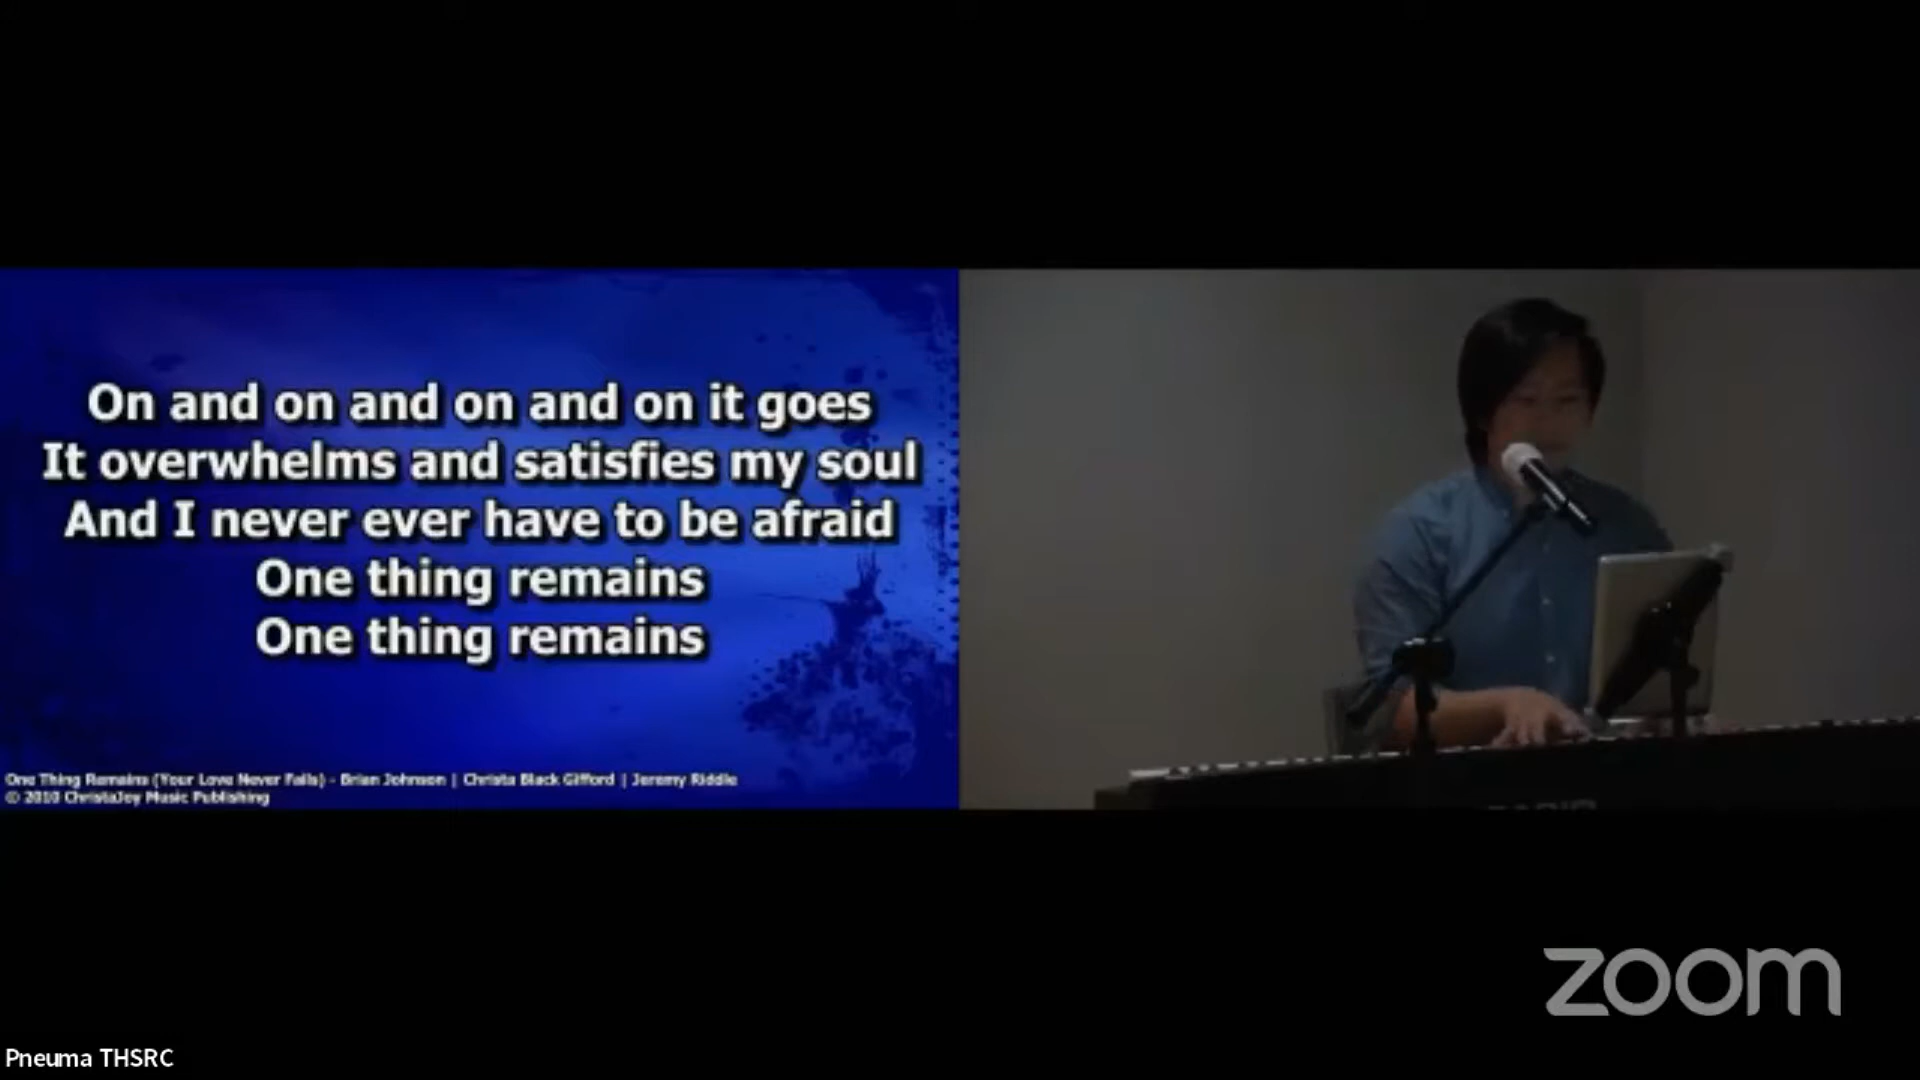 On and on and on and on it goes
It overwhelms and satisfies my soul
And I never ever have to be afraid
One thing remains
One thing remains
One Thing Remains (Your Love Never Fails) - Brian Johnson | Christa Black Gifford | Jeremy Riddle
© 2010 ChristaJoy Music Publishing
CASIO
zoom
Pneuma THSRC